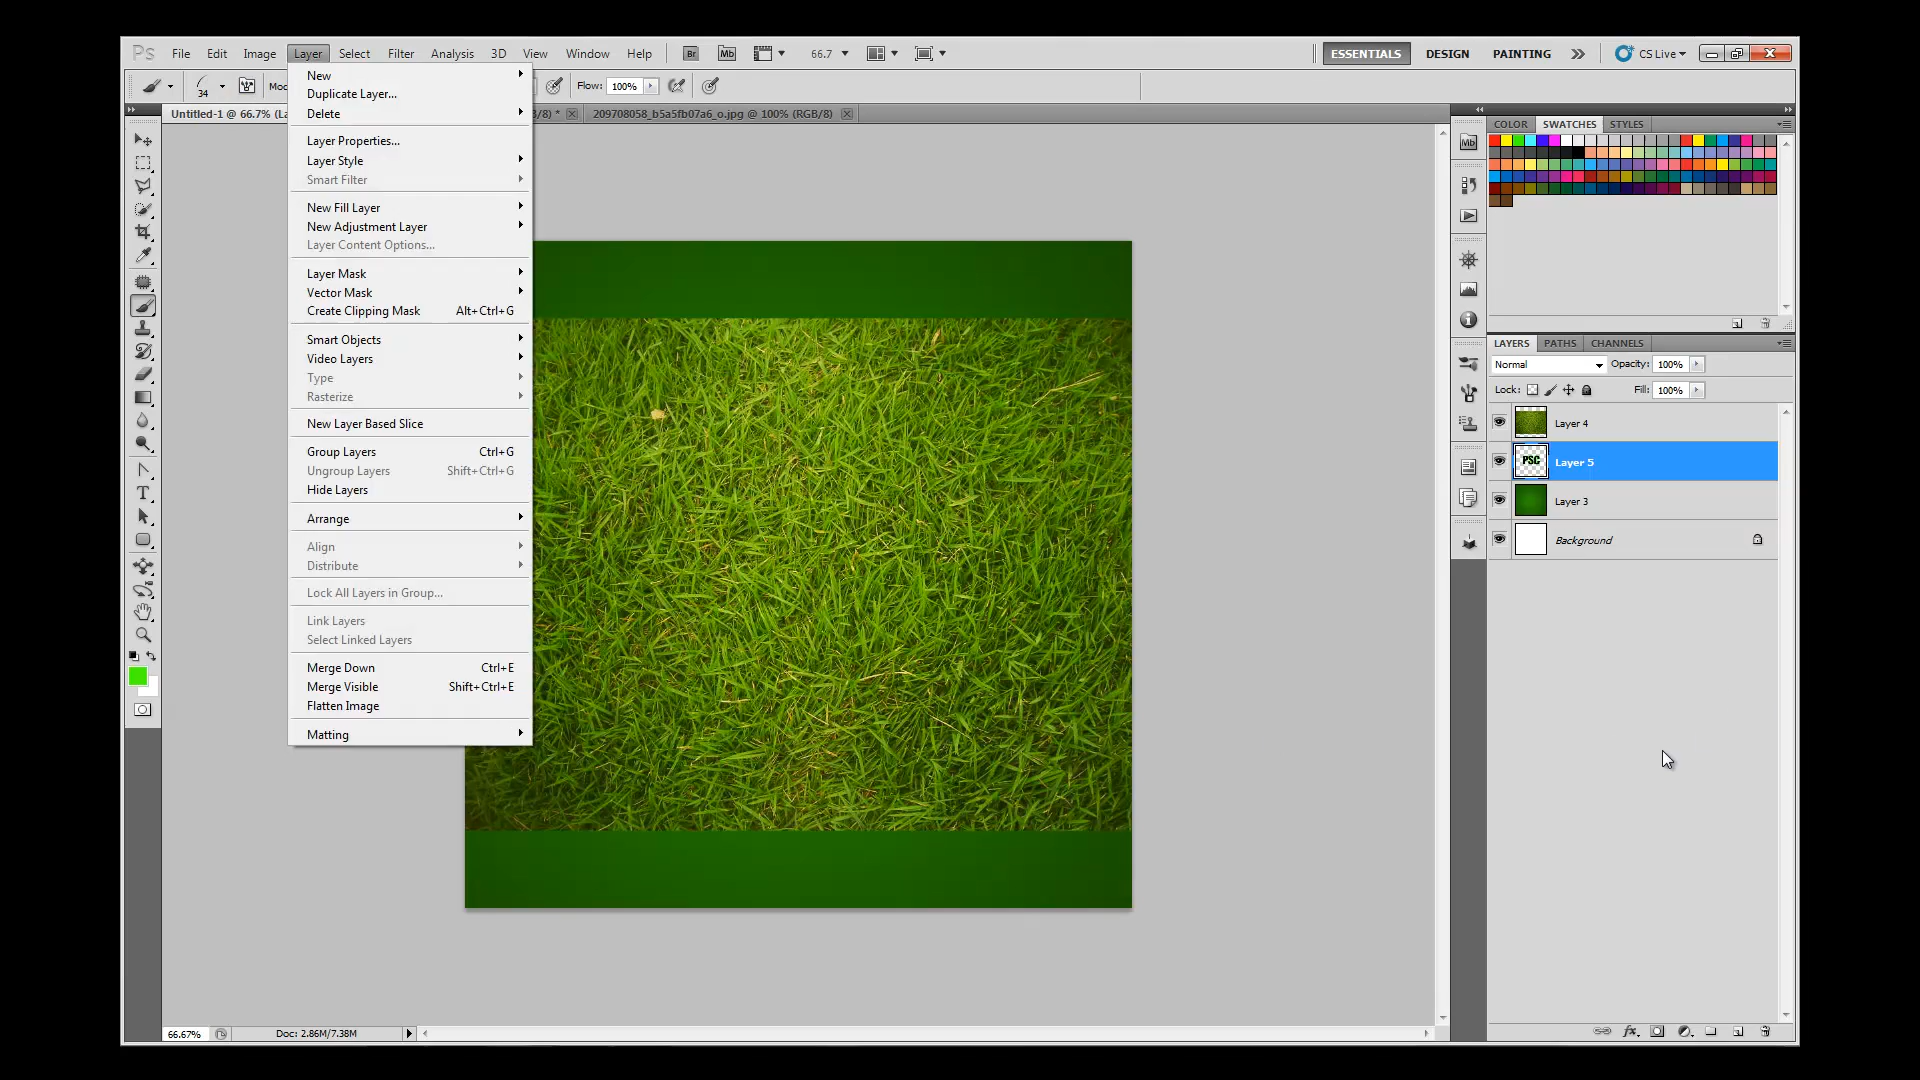 Ps File Edit Image Layer Select Filter Analysis 3D View Window Help Br Mb 66.7 ESSENTIALS DESIGN PAINTING CS Live
34 Mod Flow: 100%
Untitled-1 @ 66.7% (La B/8) * 209708058_b5a5fb07a6_o.jpg @ 100% (RGB/8)
New
Duplicate Layer...
Delete
Layer Properties...
Layer Style
Smart Filter
New Fill Layer
New Adjustment Layer
Layer Content Options...
Layer Mask
Vector Mask
Create Clipping Mask Alt+Ctrl+G
Smart Objects
Video Layers
Type
Rasterize
New Layer Based Slice
Group Layers Ctrl+G
Ungroup Layers Shift+Ctrl+G
Hide Layers
Arrange
Align
Distribute
Lock All Layers in Group...
Link Layers
Select Linked Layers
Merge Down Ctrl+E
Merge Visible Shift+Ctrl+E
Flatten Image
Matting
T
Mb
COLOR SWATCHES STYLES
LAYERS PATHS CHANNELS
Normal Opacity: 100%
Lock: Fill: 100%
Layer 4
PSC Layer 5
Layer 3
Background
fx
66.67% Doc: 2.86M/7.38M